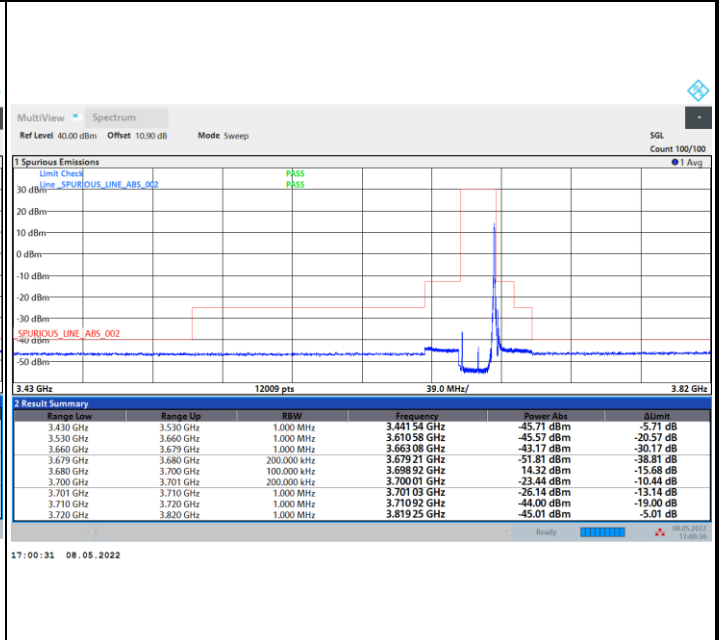 MultiView Spectrum
Ref Level 40.00 dBm Offset 10.90 dB Mode Sweep SGL
Count 100/100
1 Spurious Emissions 1 Avg
Limit Check PASS
Line _SPURIOUS_LINE_ABS_002 PASS
30 dBm
20 dBm
10 dBm
0 dBm
-10 dBm
-20 dBm
-30 dBm
SPURIOUS_LINE_ABS_002
-40 dBm
-50 dBm
3.43 GHz 12009 pts 39.0 MHz/ 3.82 GHz
2 Result Summary
Range Low Range Up RBW Frequency Power Abs ΔLimit
3.430 GHz 3.530 GHz 1.000 MHz 3.441 54 GHz -45.71 dBm -5.71 dB
3.530 GHz 3.660 GHz 1.000 MHz 3.610 58 GHz -45.57 dBm -20.57 dB
3.660 GHz 3.679 GHz 1.000 MHz 3.663 08 GHz -43.17 dBm -30.17 dB
3.679 GHz 3.680 GHz 200.000 kHz 3.679 21 GHz -51.81 dBm -38.81 dB
3.680 GHz 3.700 GHz 100.000 kHz 3.698 92 GHz 14.32 dBm -15.68 dB
3.700 GHz 3.701 GHz 200.000 kHz 3.700 01 GHz -23.44 dBm -10.44 dB
3.701 GHz 3.710 GHz 1.000 MHz 3.701 03 GHz -26.14 dBm -13.14 dB
3.710 GHz 3.720 GHz 1.000 MHz 3.710 92 GHz -44.00 dBm -19.00 dB
3.720 GHz 3.820 GHz 1.000 MHz 3.819 25 GHz -45.01 dBm -5.01 dB
Ready 08.05.2022
17:00:30
17:00:31 08.05.2022